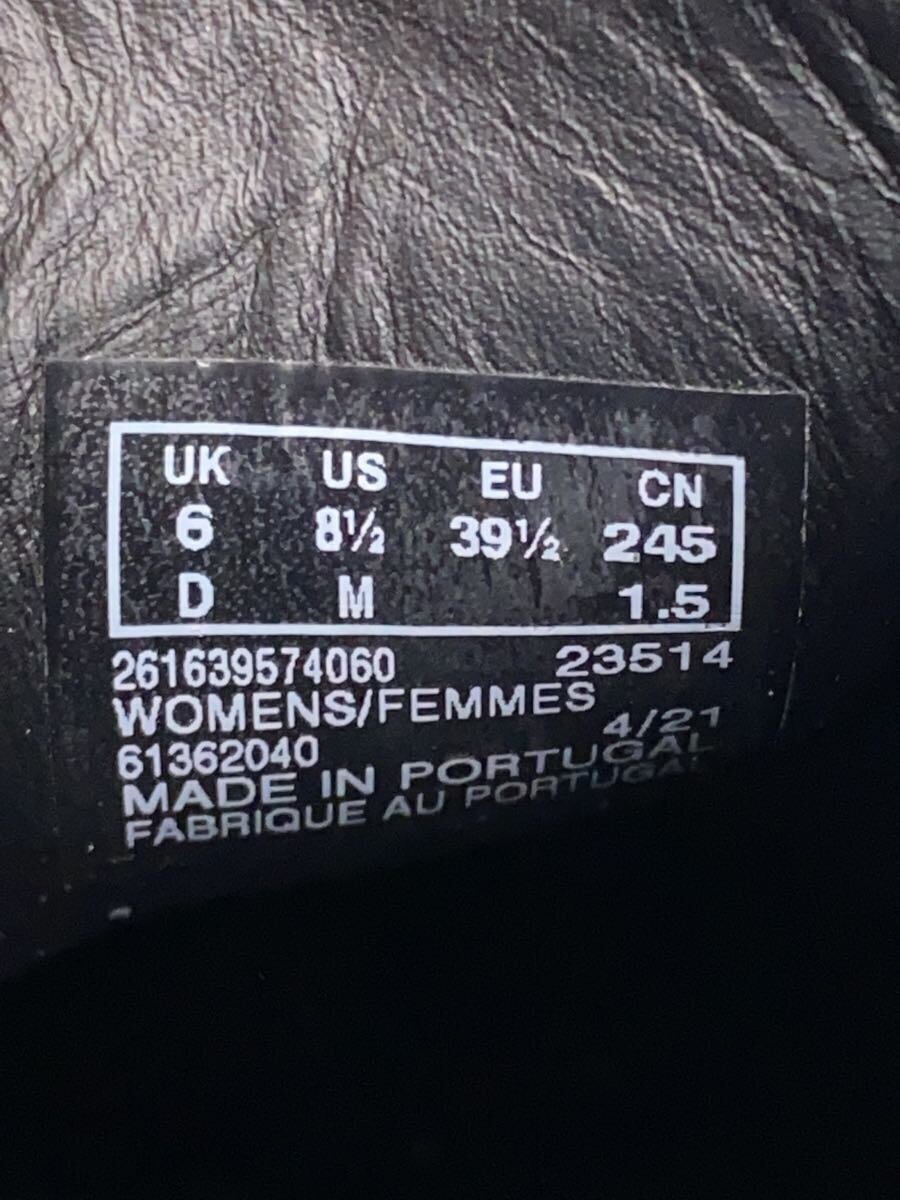 UK US EU CN
6 8½ 39½ 245
D M 1.5
261639574060 23514
WOMENS/FEMMES
61362040 4/21
MADE IN PORTUGAL
FABRIQUE AU PORTUGAL